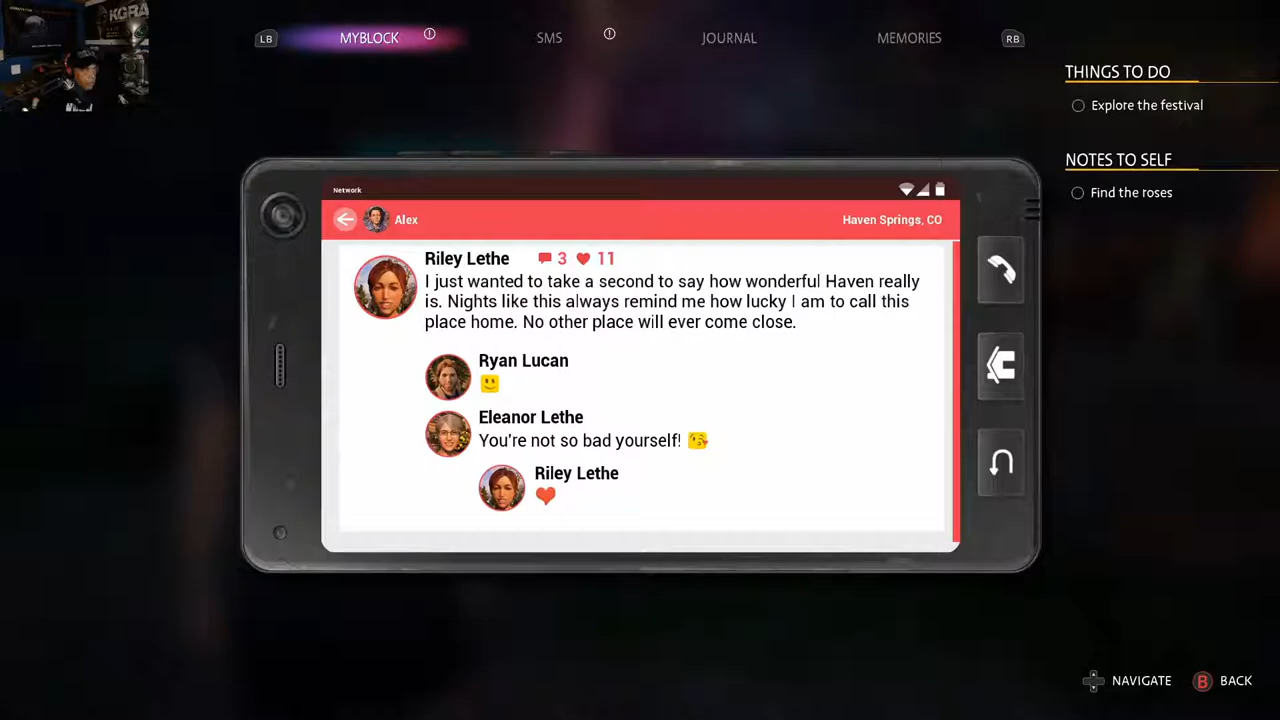 KGRA
LB
MYBLOCK
SMS
JOURNAL
MEMORIES
RB
THINGS TO DO
Explore the festival
NOTES TO SELF
Find the roses
Network
Alex
Haven Springs, CO
Riley Lethe 3 11
I just wanted to take a second to say how wonderful Haven really
is. Nights like this always remind me how lucky I am to call this
place home. No other place will ever come close.
Ryan Lucan
Eleanor Lethe
You're not so bad yourself!
Riley Lethe
NAVIGATE
B BACK